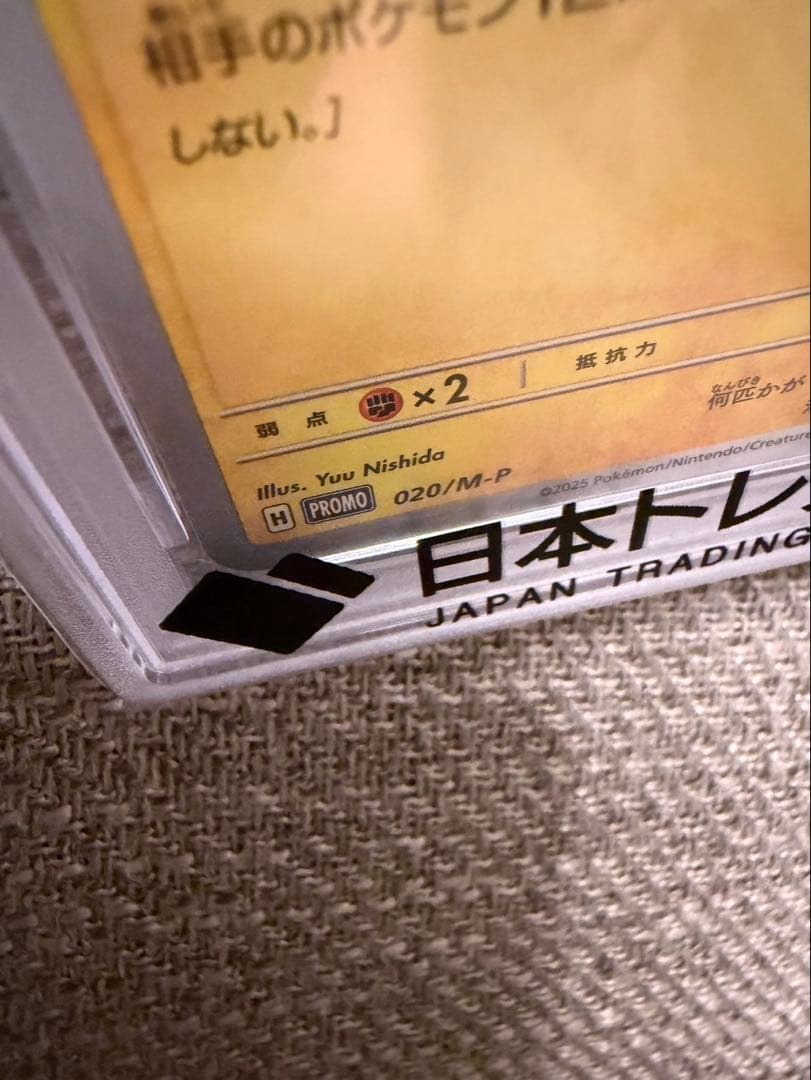 相手のポケモン
しない。]
弱点 ×2
抵抗力
なんびき
何匹かが
Illus. Yuu Nishida
H PROMO 020/M-P
©2025 Pokémon/Nintendo/Creature
日本トレ
JAPAN TRADING